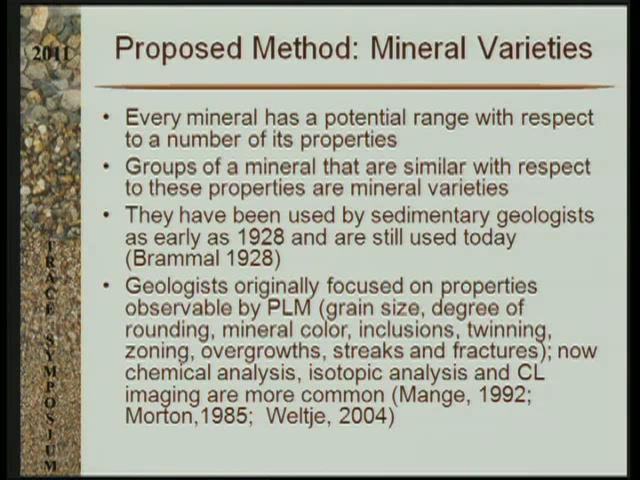 2011
Proposed Method: Mineral Varieties
• Every mineral has a potential range with respect
to a number of its properties
• Groups of a mineral that are similar with respect
to these properties are mineral varieties
• They have been used by sedimentary geologists
as early as 1928 and are still used today
(Brammal 1928)
• Geologists originally focused on properties
observable by PLM (grain size, degree of
rounding, mineral color, inclusions, twinning,
zoning, overgrowths, streaks and fractures); now
chemical analysis, isotopic analysis and CL
imaging are more common (Mange, 1992;
Morton,1985; Weltje, 2004)
TRACE SYMPOSIUM